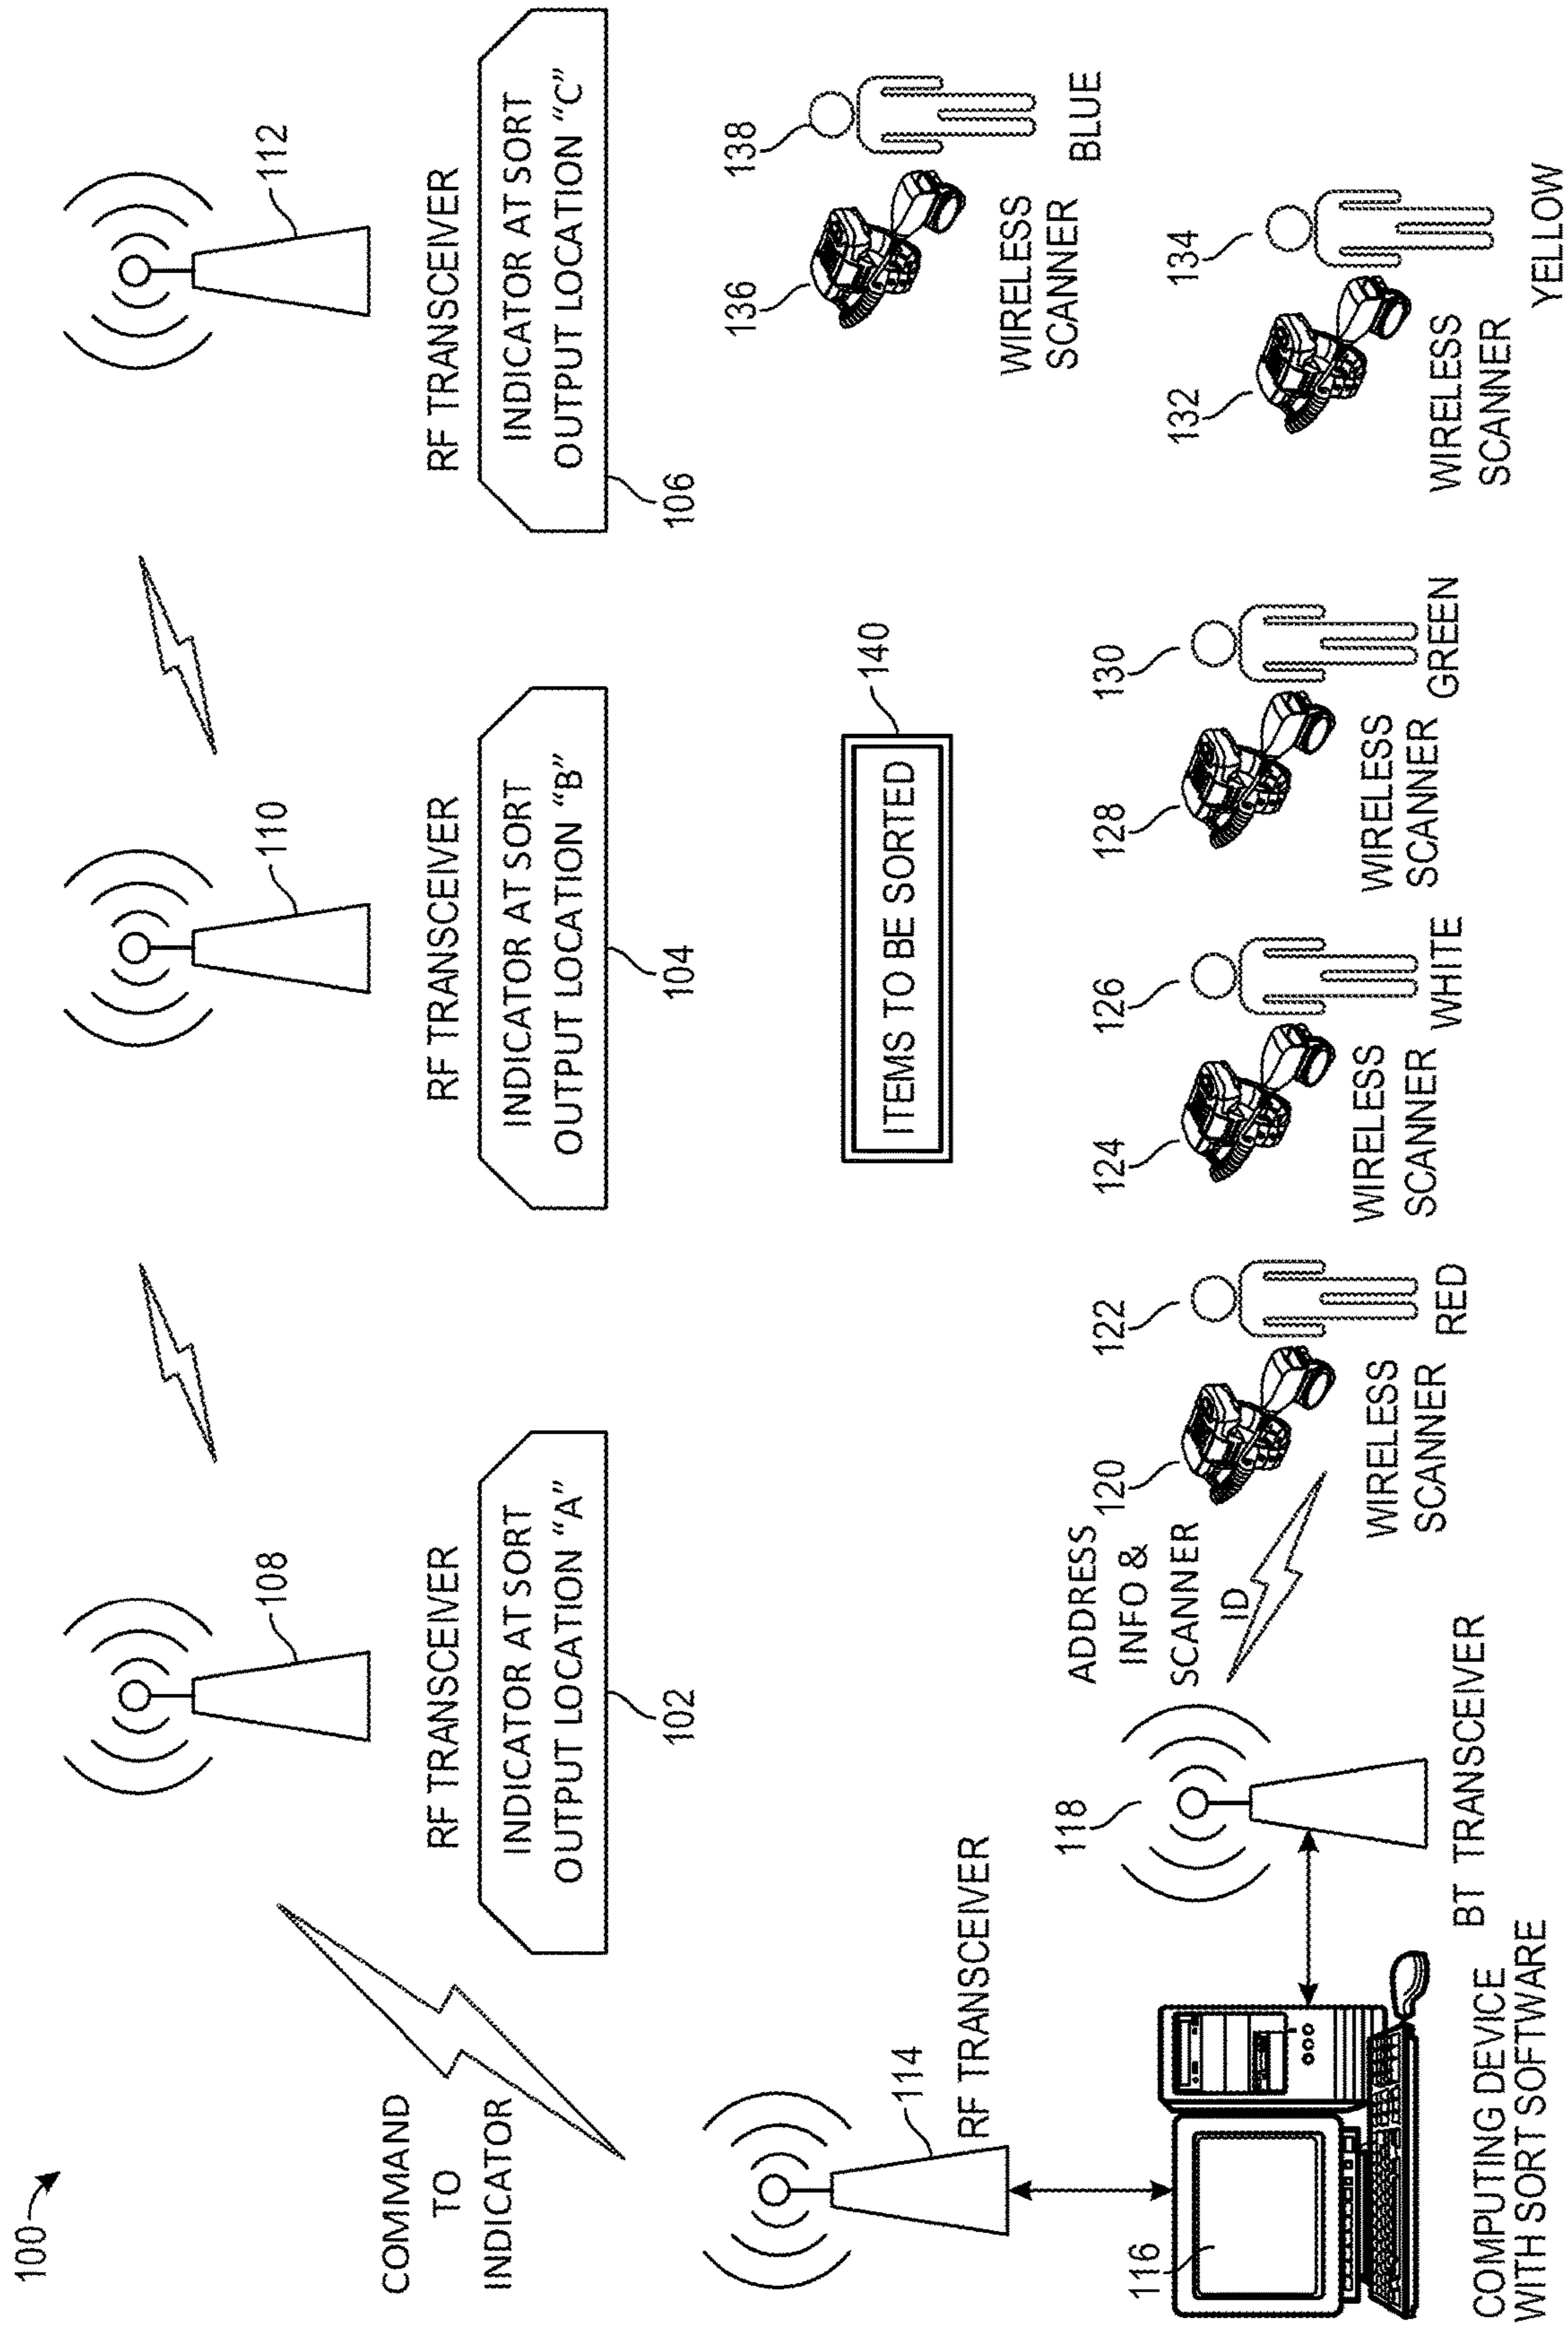 100
COMMAND
TO
INDICATOR
108
110
112
RF TRANSCEIVER
INDICATOR AT SORT
OUTPUT LOCATION "A"
102
RF TRANSCEIVER
INDICATOR AT SORT
OUTPUT LOCATION "B"
104
RF TRANSCEIVER
INDICATOR AT SORT
OUTPUT LOCATION "C"
106
114
RF TRANSCEIVER
116
COMPUTING DEVICE
WITH SORT SOFTWARE
118
BT TRANSCEIVER
ADDRESS
INFO &
SCANNER
ID
ITEMS TO BE SORTED
140
120
122
WIRELESS
SCANNER
RED
124
126
WIRELESS
SCANNER
WHITE
128
130
WIRELESS
SCANNER
GREEN
136
138
WIRELESS
SCANNER
BLUE
132
134
WIRELESS
SCANNER
YELLOW